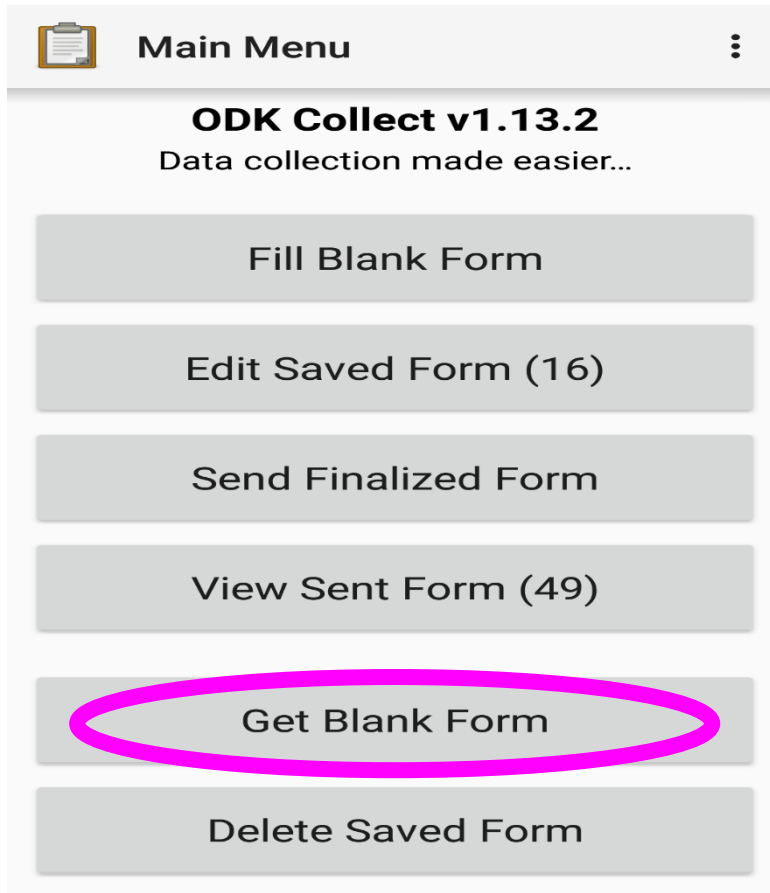 Main Menu
ODK Collect v1.13.2
Data collection made easier...
Fill Blank Form
Edit Saved Form (16)
Send Finalized Form
View Sent Form (49)
Get Blank Form
Delete Saved Form